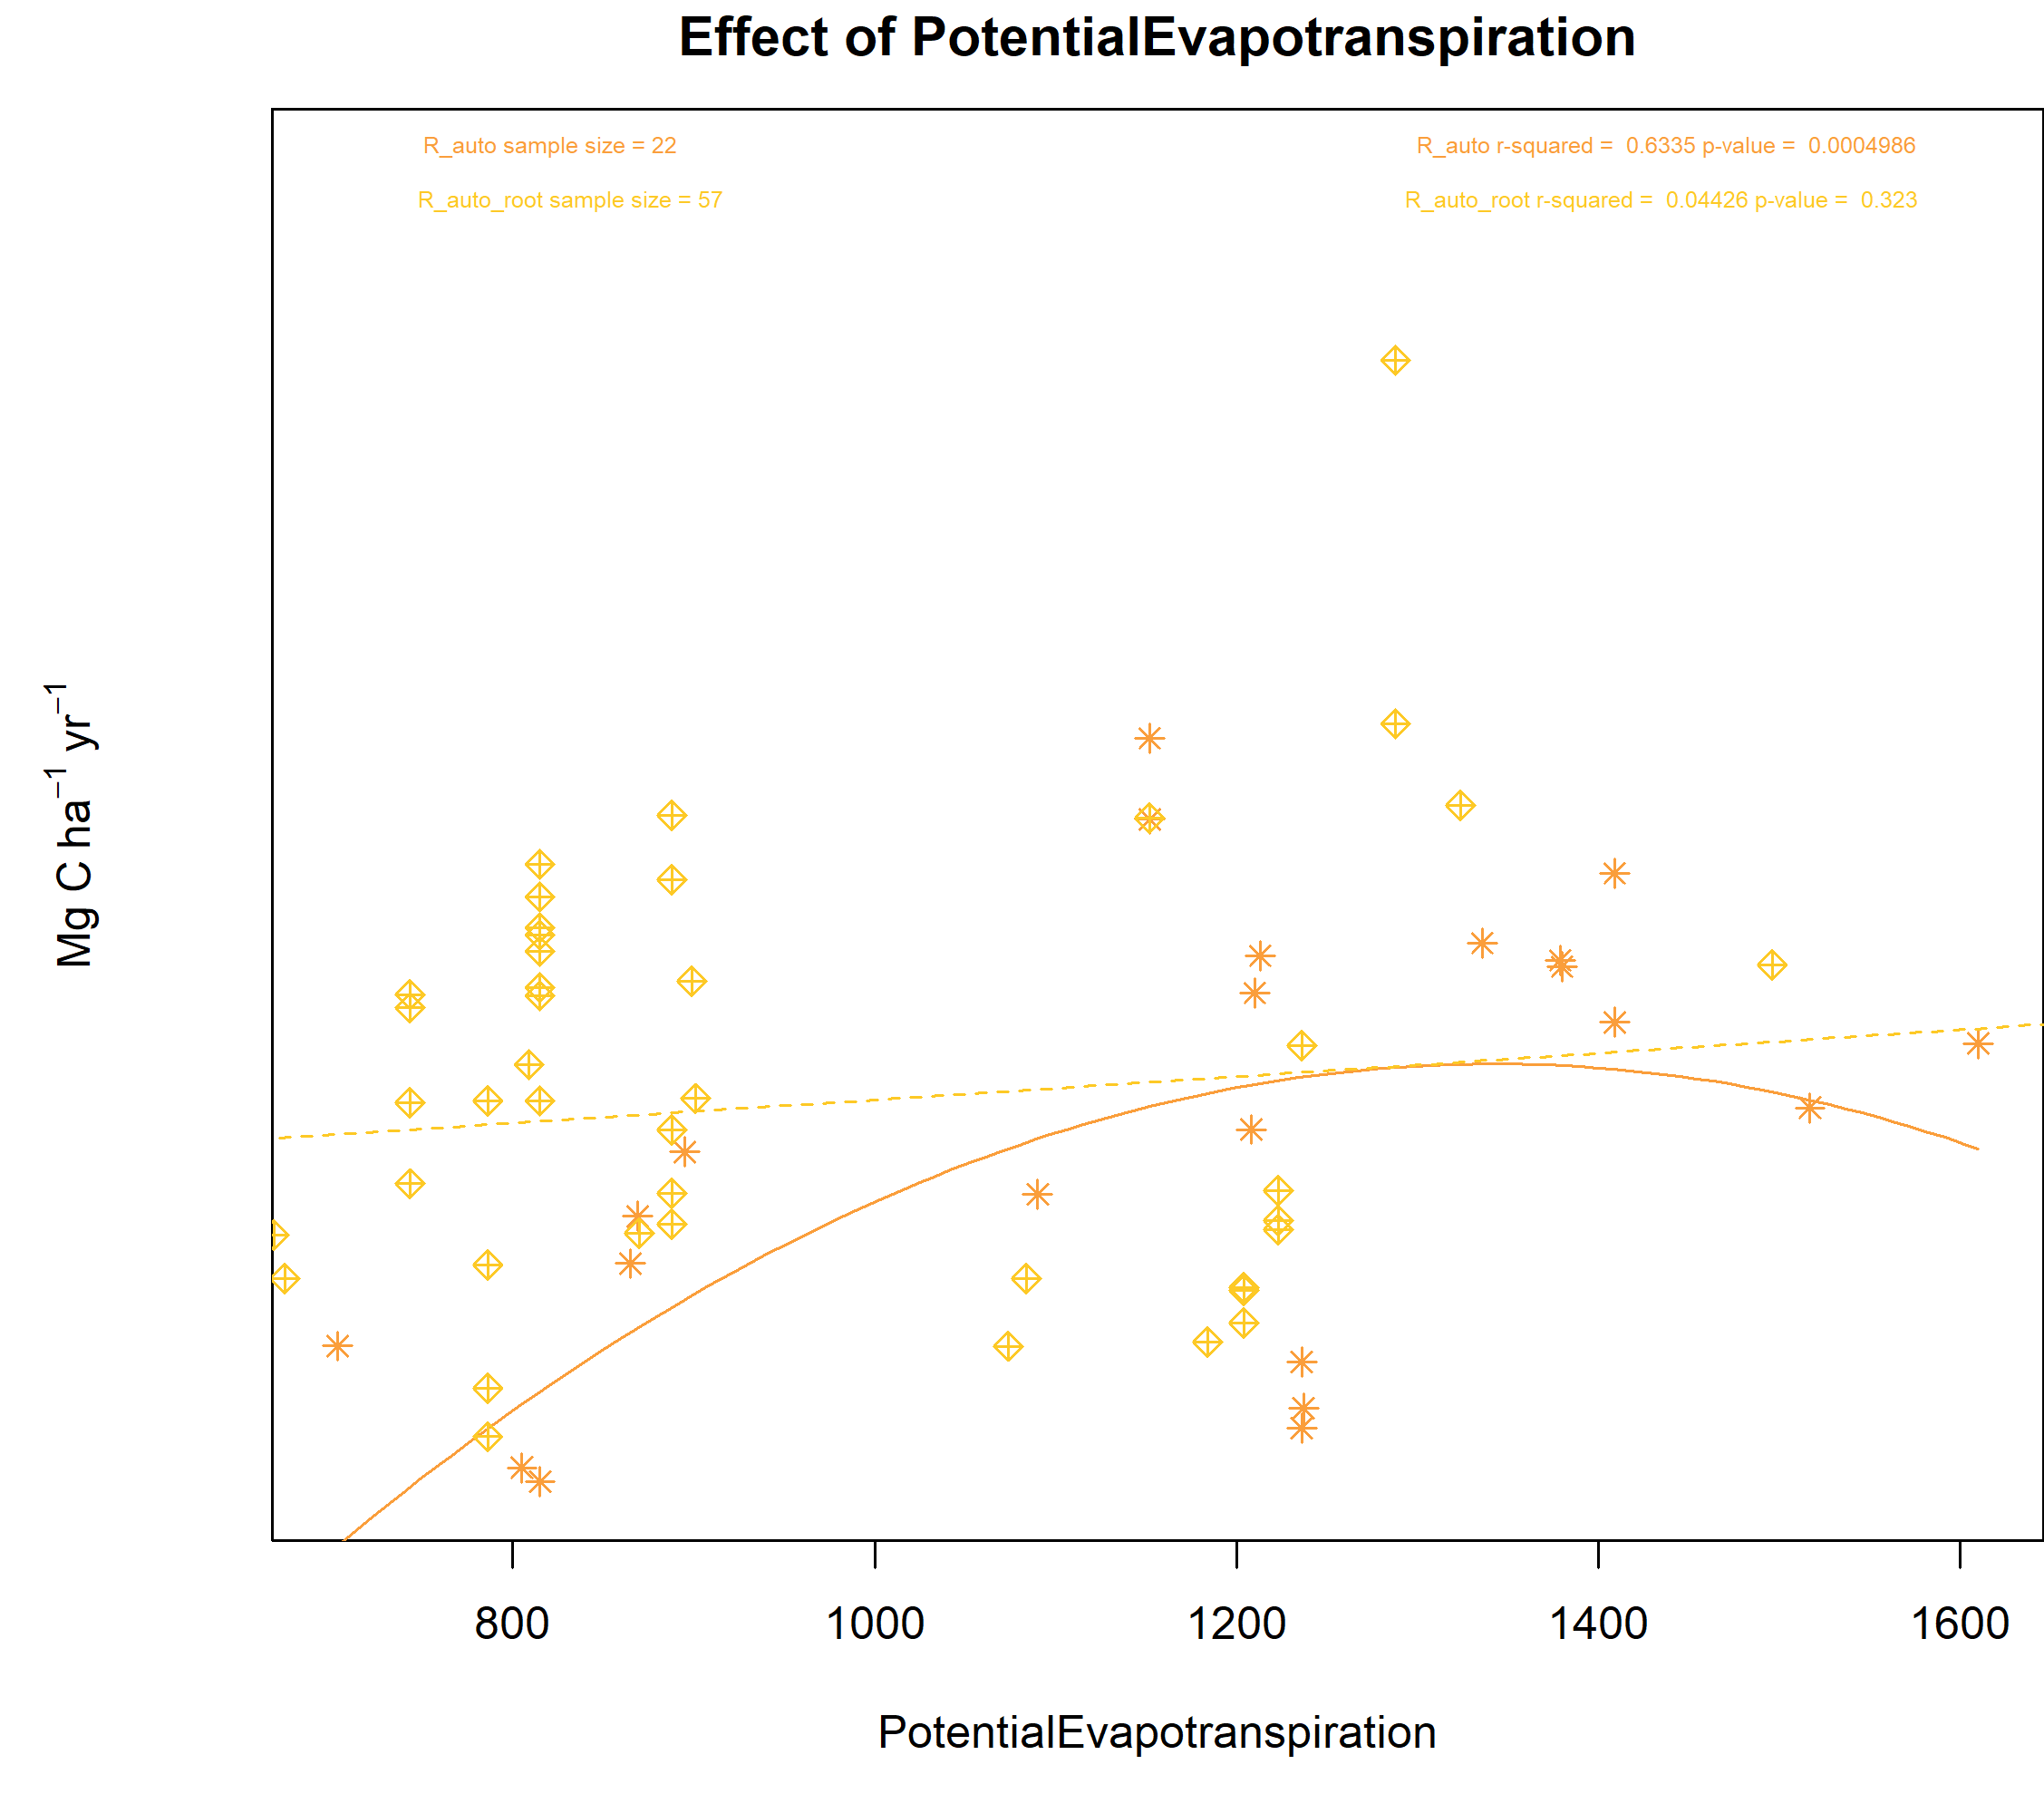 Effect of PotentialEvapotranspiration
R_auto sample size = 22
R_auto r-squared =  0.6335 p-value =  0.0004986
R_auto_root sample size = 57
R_auto_root r-squared =  0.04426 p-value =  0.323
Mg C ha⁻¹ yr⁻¹
800 1000 1200 1400 1600
PotentialEvapotranspiration